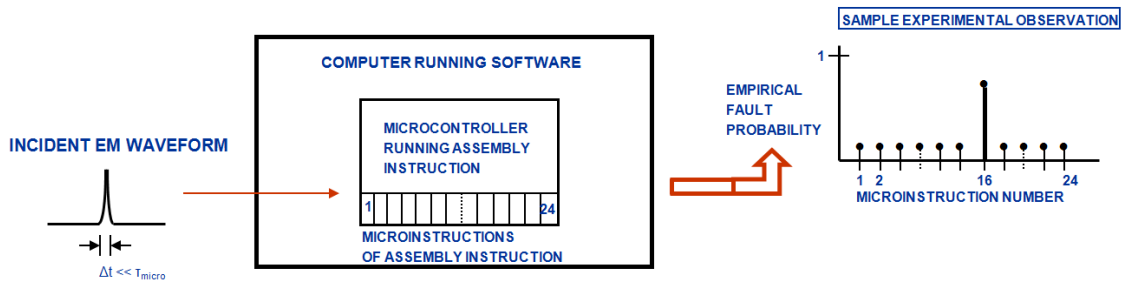 INCIDENT EM WAVEFORM
Δt << τmicro
COMPUTER RUNNING SOFTWARE
MICROCONTROLLER
RUNNING ASSEMBLY
INSTRUCTION
1 24
MICROINSTRUCTIONS
OF ASSEMBLY INSTRUCTION
SAMPLE EXPERIMENTAL OBSERVATION
1
EMPIRICAL
FAULT
PROBABILITY
1 2 16 24
MICROINSTRUCTION NUMBER